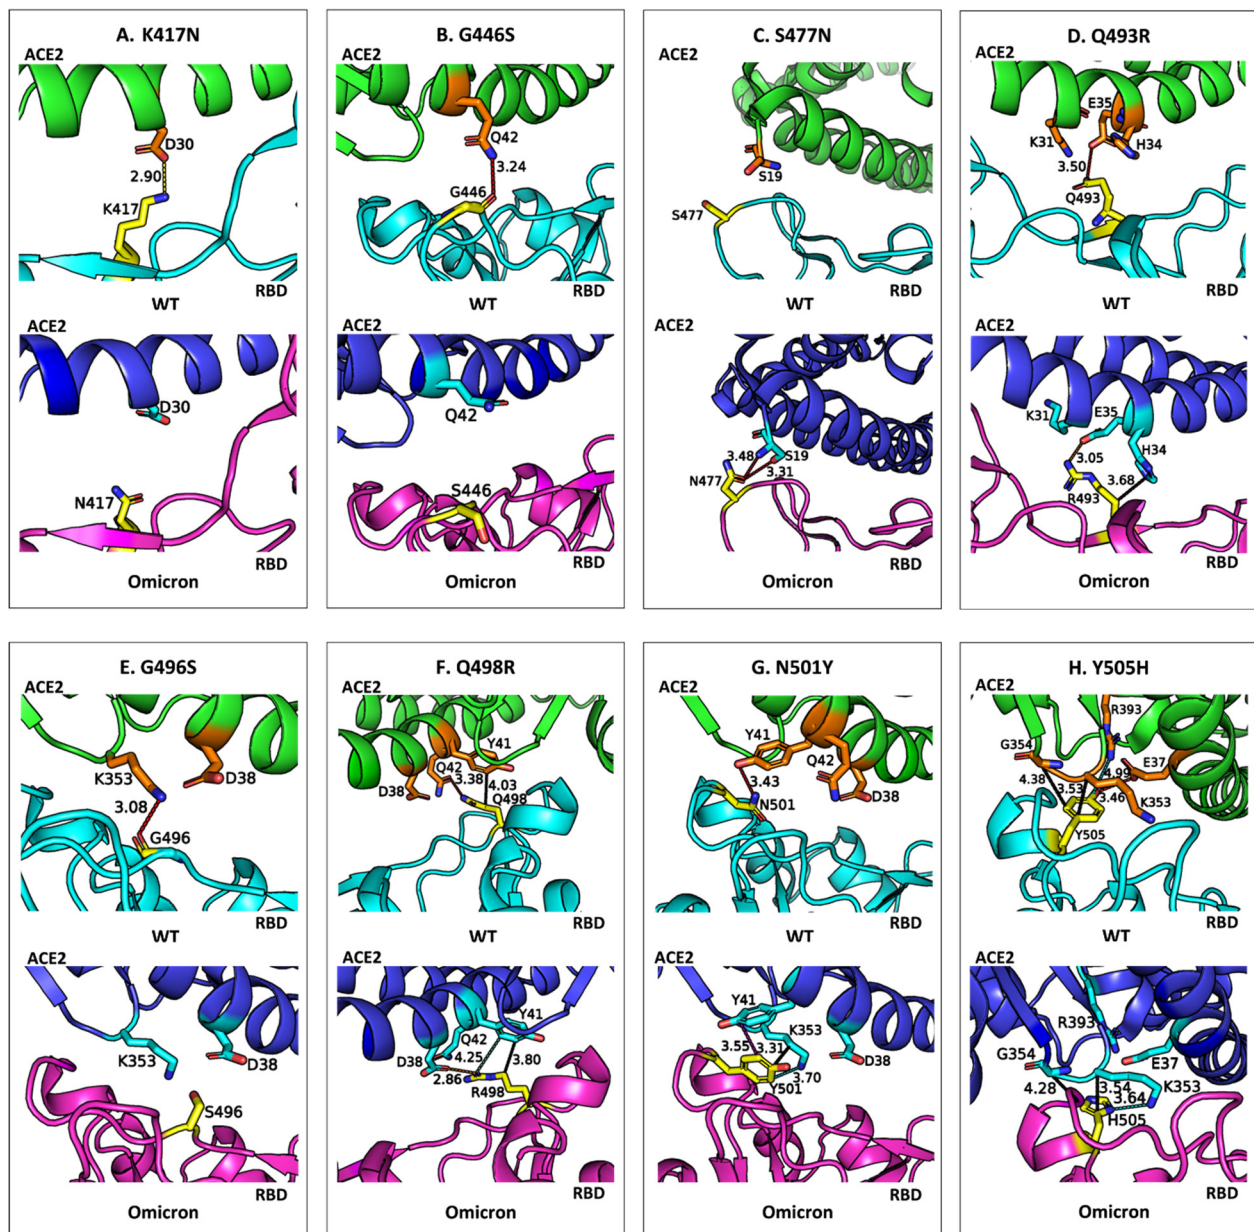 A. K417N
ACE2
D30
2.90
K417
RBD
WT
ACE2
D30
N417
RBD
Omicron
B. G446S
ACE2
Q42
3.24
G446
RBD
WT
ACE2
Q42
S446
RBD
Omicron
C. S477N
ACE2
S19
S477
RBD
WT
ACE2
3.48
S19
3.31
N477
RBD
Omicron
D. Q493R
ACE2
E35
K31
H34
3.50
Q493
RBD
WT
ACE2
K31
E35
H34
3.05
3.68
R493
RBD
Omicron
E. G496S
ACE2
K353
D38
3.08
G496
RBD
WT
ACE2
K353
D38
S496
RBD
Omicron
F. Q498R
ACE2
Y41
Q42
3.38
D38
4.03
Q498
RBD
WT
ACE2
Y41
Q42
D38
4.25
3.80
2.86
R498
RBD
Omicron
G. N501Y
ACE2
Y41
Q42
3.43
D38
N501
RBD
WT
ACE2
Y41
K353
3.55
3.31
D38
3.70
Y501
RBD
Omicron
H. Y505H
ACE2
R393
G354
4.38
4.99
E37
3.53
3.46
K353
Y505
RBD
WT
ACE2
R393
G354
E37
4.28
3.54
K353
3.64
H505
RBD
Omicron